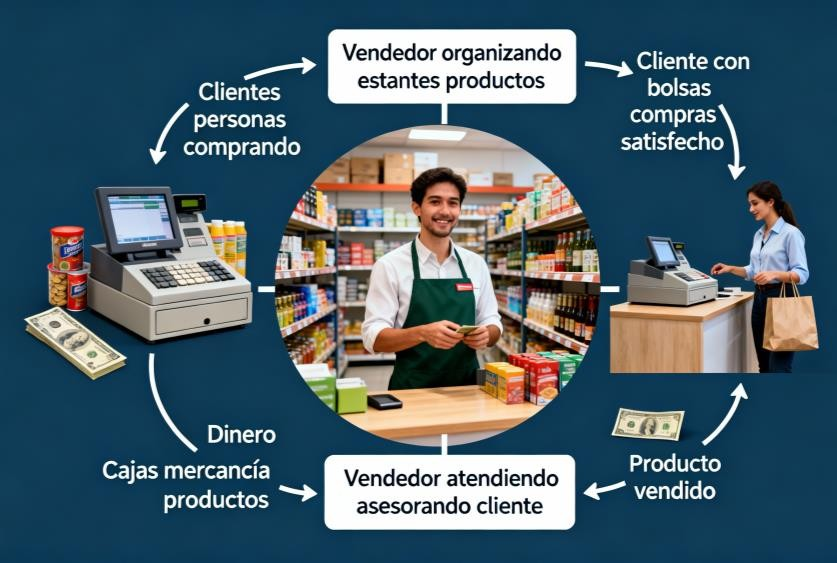 Vendedor organizando
estantes productos
Clientes
personas
comprando
Cliente con
bolsas
compras
satisfecho
Dinero
Cajas mercancía
productos
Vendedor atendiendo
asesorando cliente
Producto
vendido